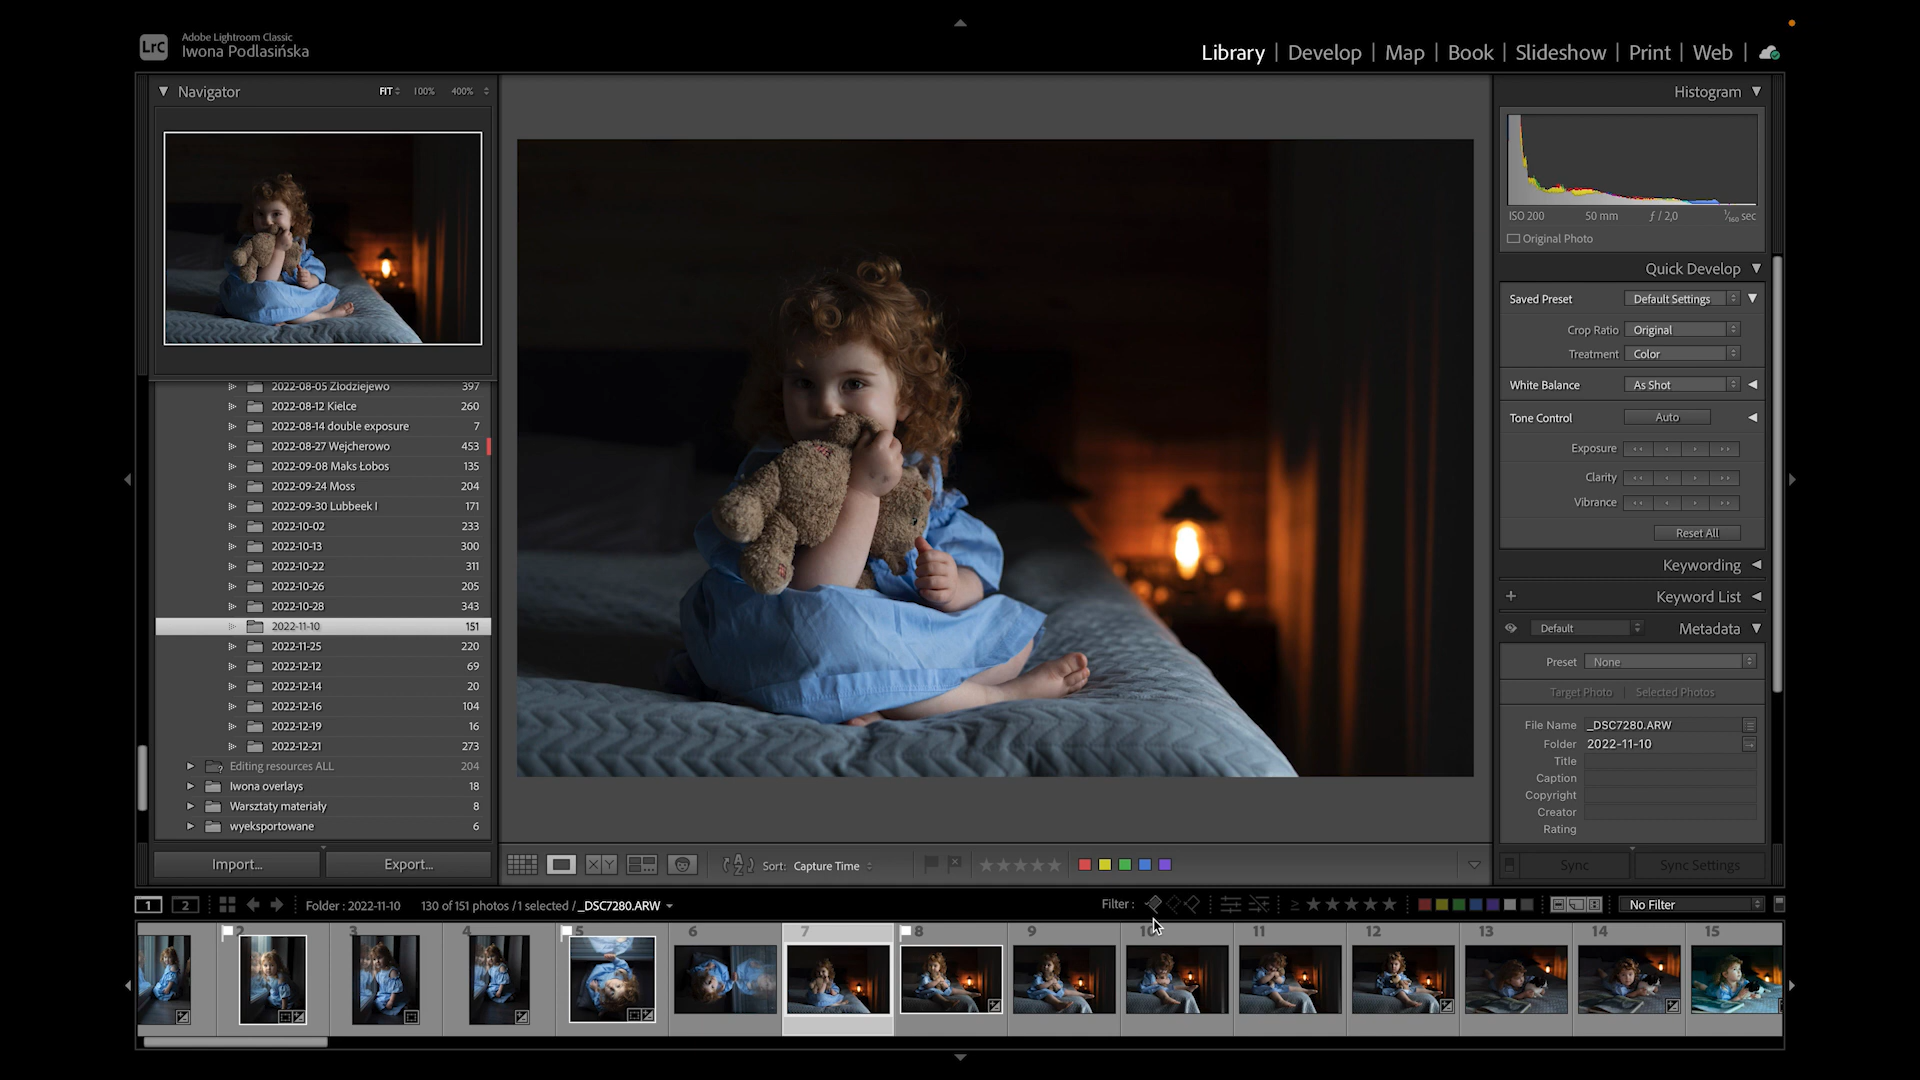 LrC
Adobe Lightroom Classic
Iwona Podlasińska
Library | Develop | Map | Book | Slideshow | Print | Web |
Navigator FIT 100% 400%
2022-08-05 Złodziejewo 397
2022-08-12 Kielce 260
2022-08-14 double exposure 7
2022-08-27 Wejcherowo 453
2022-09-08 Maks Łobos 135
2022-09-24 Moss 204
2022-09-30 Lubbeek I 171
2022-10-02 233
2022-10-13 300
2022-10-22 311
2022-10-26 205
2022-10-28 343
2022-11-10 151
2022-11-25 220
2022-12-12 69
2022-12-14 20
2022-12-16 104
2022-12-19 16
2022-12-21 273
Editing resources ALL 204
Iwona overlays 18
Warsztaty materiały 8
wyeksportowane 6
Import... Export...
Histogram
ISO 200 50 mm ƒ / 2,0 1/160 sec
Original Photo
Quick Develop
Saved Preset Default Settings
Crop Ratio Original
Treatment Color
White Balance As Shot
Tone Control Auto
Exposure
Clarity
Vibrance
Reset All
Keywording
+ Keyword List
Default Metadata
Preset None
Target Photo | Selected Photos
File Name _DSC7280.ARW
Folder 2022-11-10
Title
Caption
Copyright
Creator
Rating
Sync Sync Settings
X Y A Z Sort: Capture Time
1 2 Folder : 2022-11-10 130 of 151 photos / 1 selected / _DSC7280.ARW
Filter : ≥ No Filter
2 3 4 5 6 7 8 9 10 11 12 13 14 15